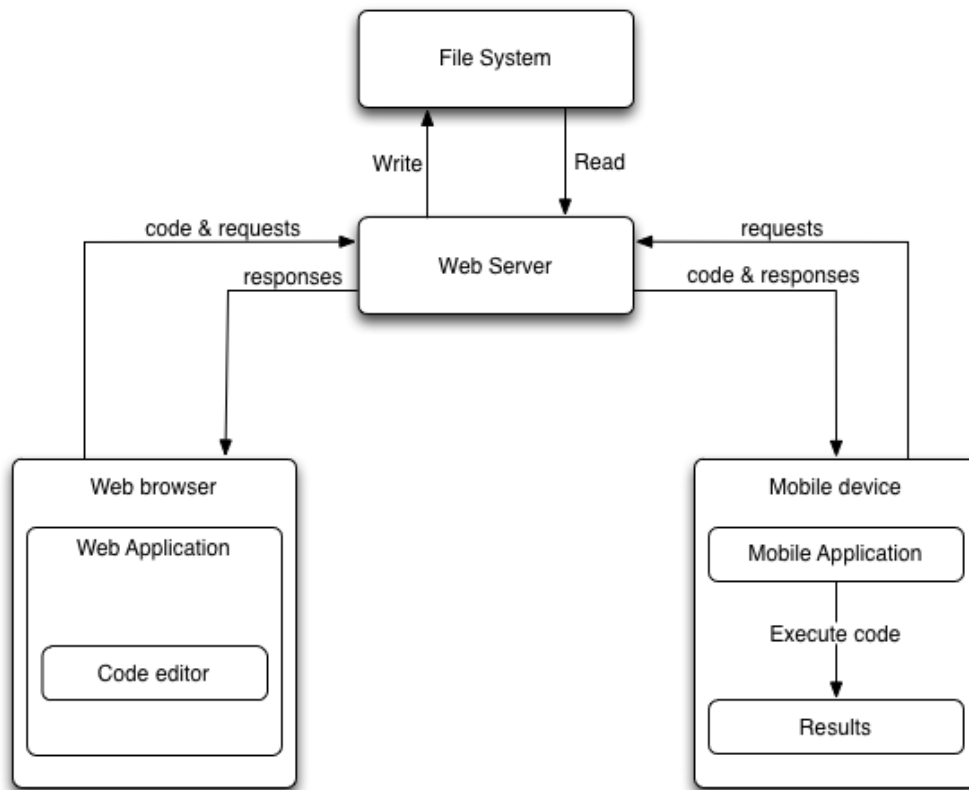 File System
Write
Read
code & requests
requests
Web Server
responses
code & responses
Web browser
Mobile device
Web Application
Mobile Application
Execute code
Code editor
Results